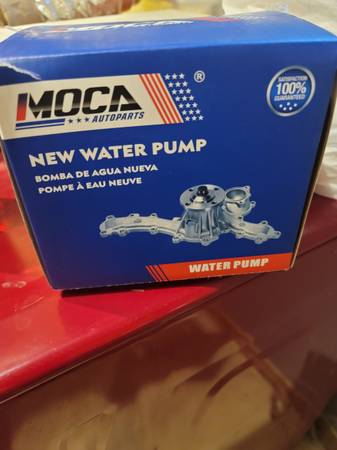 MOCA
AUTOPARTS
®
SATISFACTION
100%
GUARANTEED
NEW WATER PUMP
BOMBA DE AGUA NUEVA
POMPE À EAU NEUVE
WATER PUMP